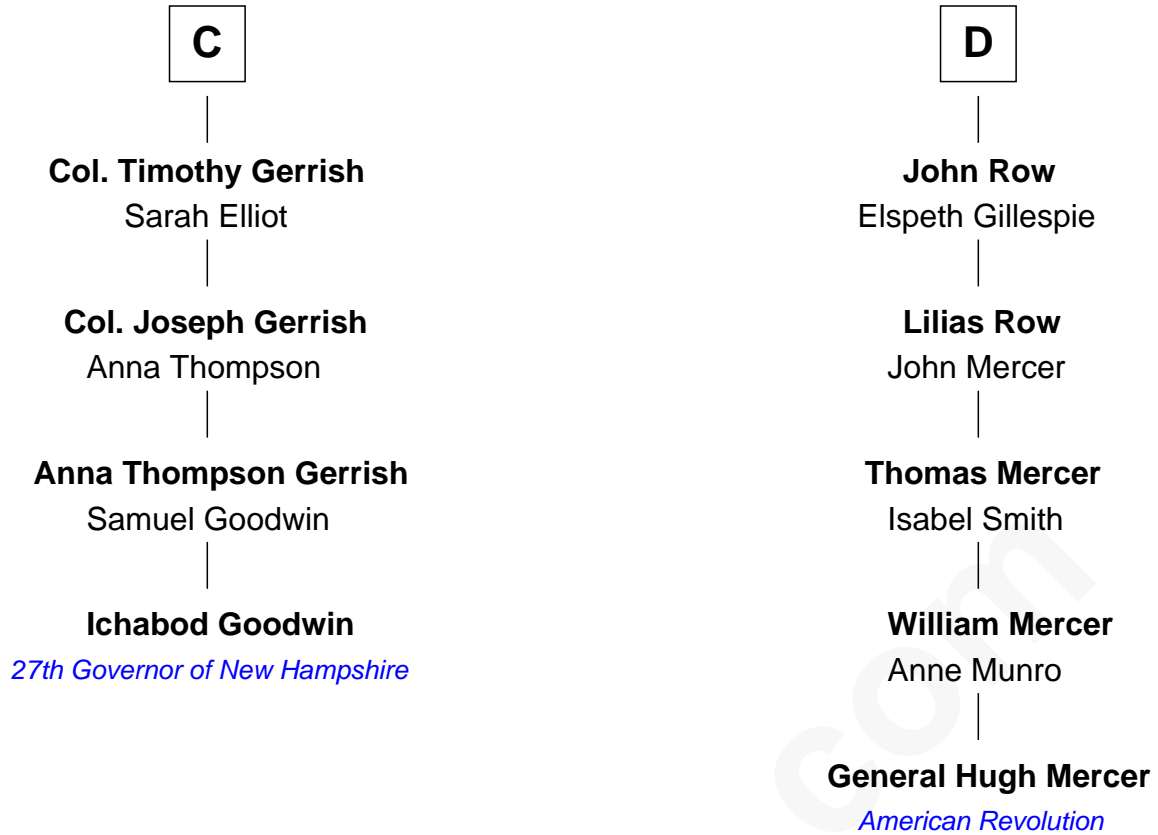 C
Col. Timothy Gerrish
Sarah Elliot
Col. Joseph Gerrish
Anna Thompson
Anna Thompson Gerrish
Samuel Goodwin
Ichabod Goodwin
27th Governor of New Hampshire
D
John Row
Elspeth Gillespie
Lilias Row
John Mercer
Thomas Mercer
Isabel Smith
William Mercer
Anne Munro
General Hugh Mercer
American Revolution
com